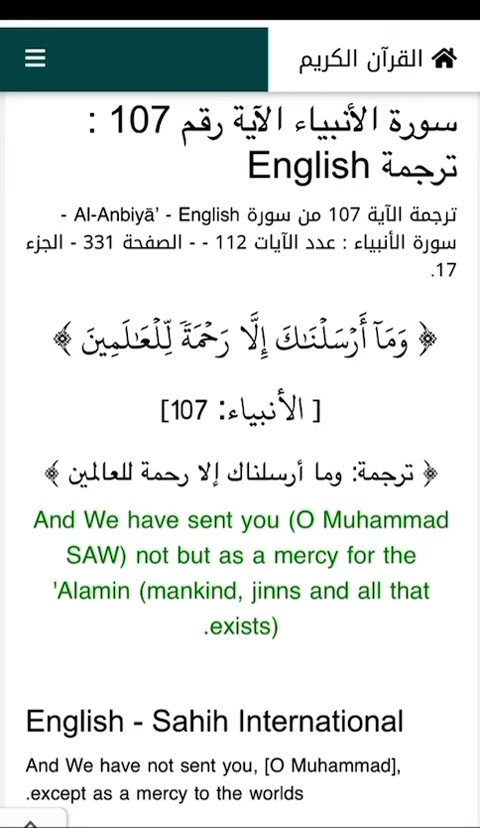 القرآن الكريم
سورة الأنبياء الآية رقم 107 :
ترجمة English
ترجمة الآية 107 من سورة Al-Anbiyā’ - English -
سورة الأنبياء : عدد الآيات 112 - - الصفحة 331 - الجزء
17.
﴿ وَمَآ أَرۡسَلۡنَٰكَ إِلَّا رَحۡمَةٗ لِّلۡعَٰلَمِينَ ﴾
[ الأنبياء: 107]
﴿ ترجمة: وما أرسلناك إلا رحمة للعالمين ﴾
And We have sent you (O Muhammad
SAW) not but as a mercy for the
'Alamin (mankind, jinns and all that
.exists)
English - Sahih International
And We have not sent you, [O Muhammad],
.except as a mercy to the worlds